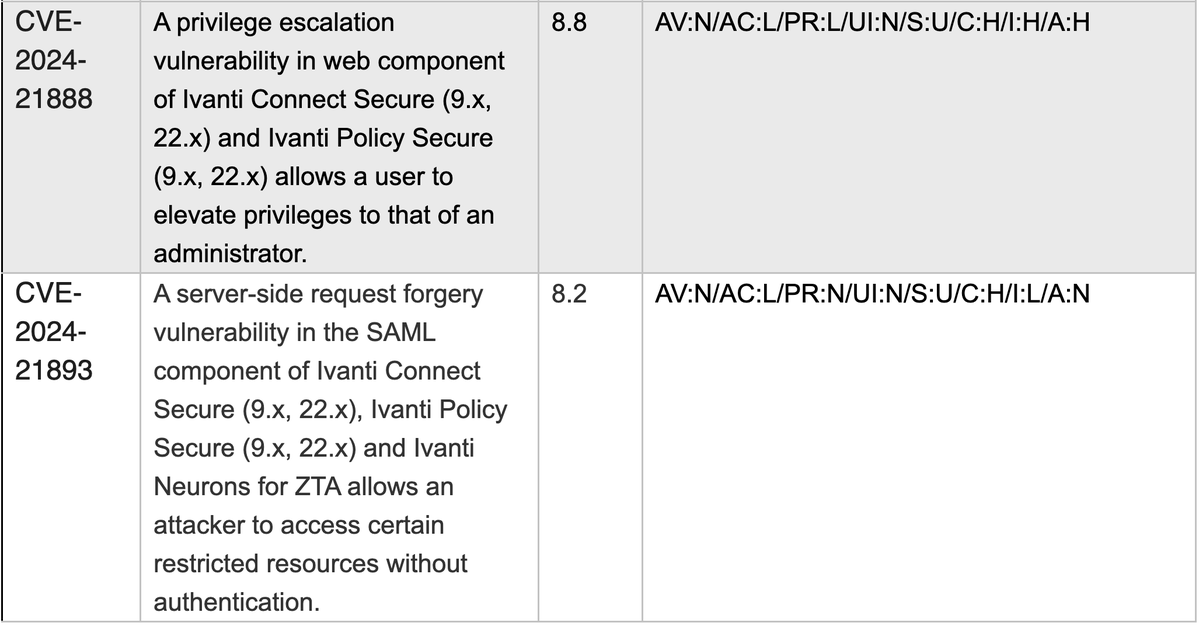 CVE-
2024-
21888
A privilege escalation
vulnerability in web component
of Ivanti Connect Secure (9.x,
22.x) and Ivanti Policy Secure
(9.x, 22.x) allows a user to
elevate privileges to that of an
administrator.
8.8
AV:N/AC:L/PR:L/UI:N/S:U/C:H/I:H/A:H
CVE-
2024-
21893
A server-side request forgery
vulnerability in the SAML
component of Ivanti Connect
Secure (9.x, 22.x), Ivanti Policy
Secure (9.x, 22.x) and Ivanti
Neurons for ZTA allows an
attacker to access certain
restricted resources without
authentication.
8.2
AV:N/AC:L/PR:N/UI:N/S:U/C:H/I:L/A:N